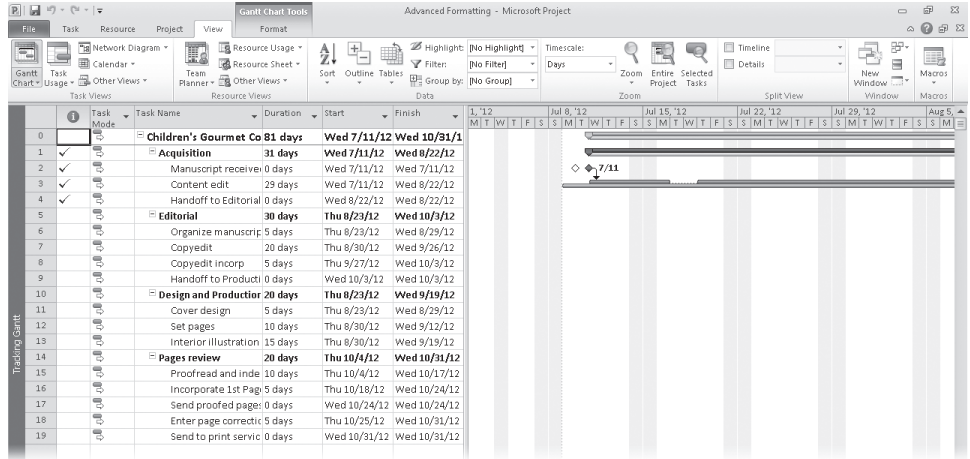 Gantt Chart Tools
Advanced Formatting - Microsoft Project
File Task Resource Project View Format
Gantt Chart
Task Usage
Network Diagram
Calendar
Other Views
Task Views
Team Planner
Resource Usage
Resource Sheet
Other Views
Resource Views
Sort Outline Tables
Highlight: [No Highlight]
Filter: [No Filter]
Group by: [No Group]
Data
Timescale:
Days
Zoom Entire Project Selected Tasks
Zoom
Timeline
Details
Split View
New Window
Window
Macros
Macros
Task Mode Task Name Duration Start Finish
1, '12 Jul 8, '12 Jul 15, '12 Jul 22, '12 Jul 29, '12 Aug 5,
M T W T F S S M T W T F S S M T W T F S S M T W T F S S M T W T F S S M
0 Children's Gourmet Co 81 days Wed 7/11/12 Wed 10/31/1
1 Acquisition 31 days Wed 7/11/12 Wed 8/22/12
2 Manuscript receive 0 days Wed 7/11/12 Wed 7/11/12
7/11
3 Content edit 29 days Wed 7/11/12 Wed 8/22/12
4 Handoff to Editorial 0 days Wed 8/22/12 Wed 8/22/12
5 Editorial 30 days Thu 8/23/12 Wed 10/3/12
6 Organize manuscrip 5 days Thu 8/23/12 Wed 8/29/12
7 Copyedit 20 days Thu 8/30/12 Wed 9/26/12
8 Copyedit incorp 5 days Thu 9/27/12 Wed 10/3/12
9 Handoff to Producti 0 days Wed 10/3/12 Wed 10/3/12
10 Design and Production 20 days Thu 8/23/12 Wed 9/19/12
11 Cover design 5 days Thu 8/23/12 Wed 8/29/12
12 Set pages 10 days Thu 8/30/12 Wed 9/12/12
13 Interior illustration 15 days Thu 8/30/12 Wed 9/19/12
14 Pages review 20 days Thu 10/4/12 Wed 10/31/12
15 Proofread and inde 10 days Thu 10/4/12 Wed 10/17/12
16 Incorporate 1st Pag 5 days Thu 10/18/12 Wed 10/24/12
17 Send proofed page 0 days Wed 10/24/12 Wed 10/24/12
18 Enter page correctic 5 days Thu 10/25/12 Wed 10/31/12
19 Send to print servic 0 days Wed 10/31/12 Wed 10/31/12
Tracking Gantt